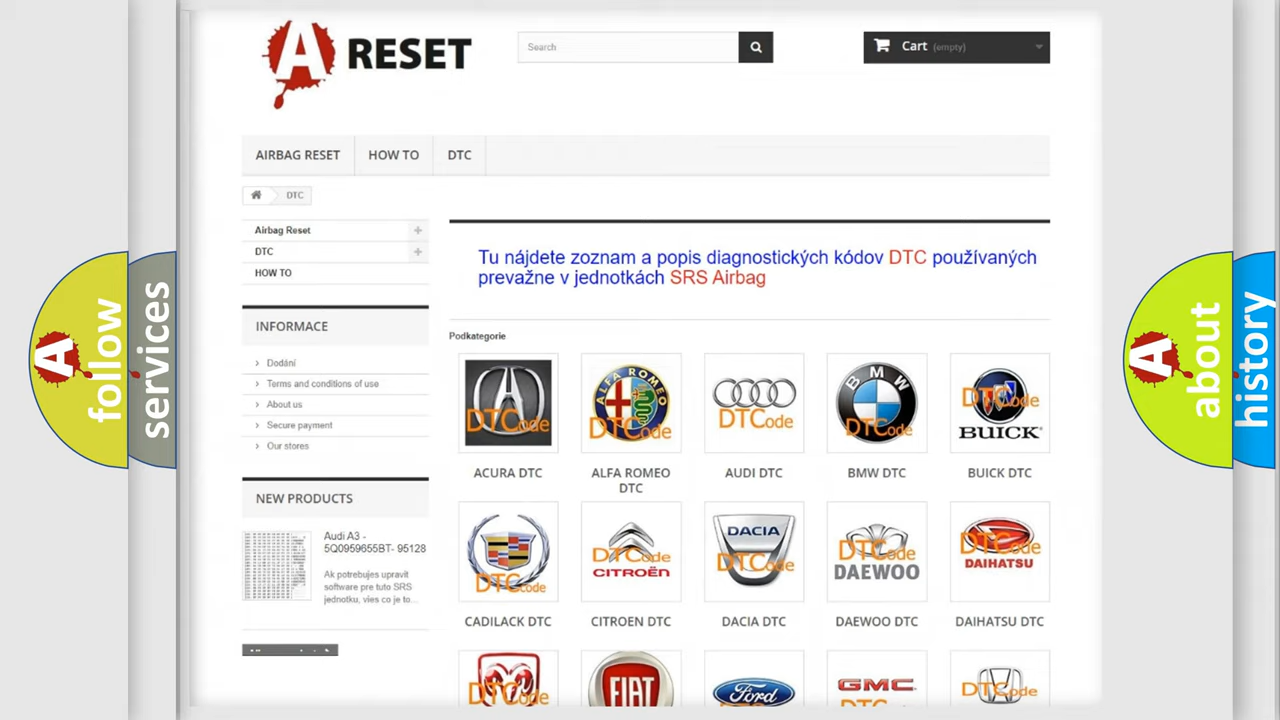 A RESET
Search
Cart (empty)
AIRBAG RESET
HOW TO
DTC
DTC
Airbag Reset
DTC
HOW TO
Tu nájdete zoznam a popis diagnostických kódov DTC používaných
prevažne v jednotkách SRS Airbag
INFORMACE
Dodání
Terms and conditions of use
About us
Secure payment
Our stores
NEW PRODUCTS
Audi A3 -
5Q0959655BT- 95128
Ak potrebujes upravit
software pre tuto SRS
jednotku, vies co je to...
Podkategorie
DTCode
ALFA ROMEO
DTCode
DTCode
BMW
DTCode
DTCode
BUICK
ACURA DTC
ALFA ROMEO
DTC
AUDI DTC
BMW DTC
BUICK DTC
DTCode
DTCode
CITROËN
DACIA
DTCode
DTCode
DAEWOO
DTCode
DAIHATSU
CADILACK DTC
CITROEN DTC
DACIA DTC
DAEWOO DTC
DAIHATSU DTC
DTCode
FIAT
Ford
GMC
DTCode
A follow
services
A about
history